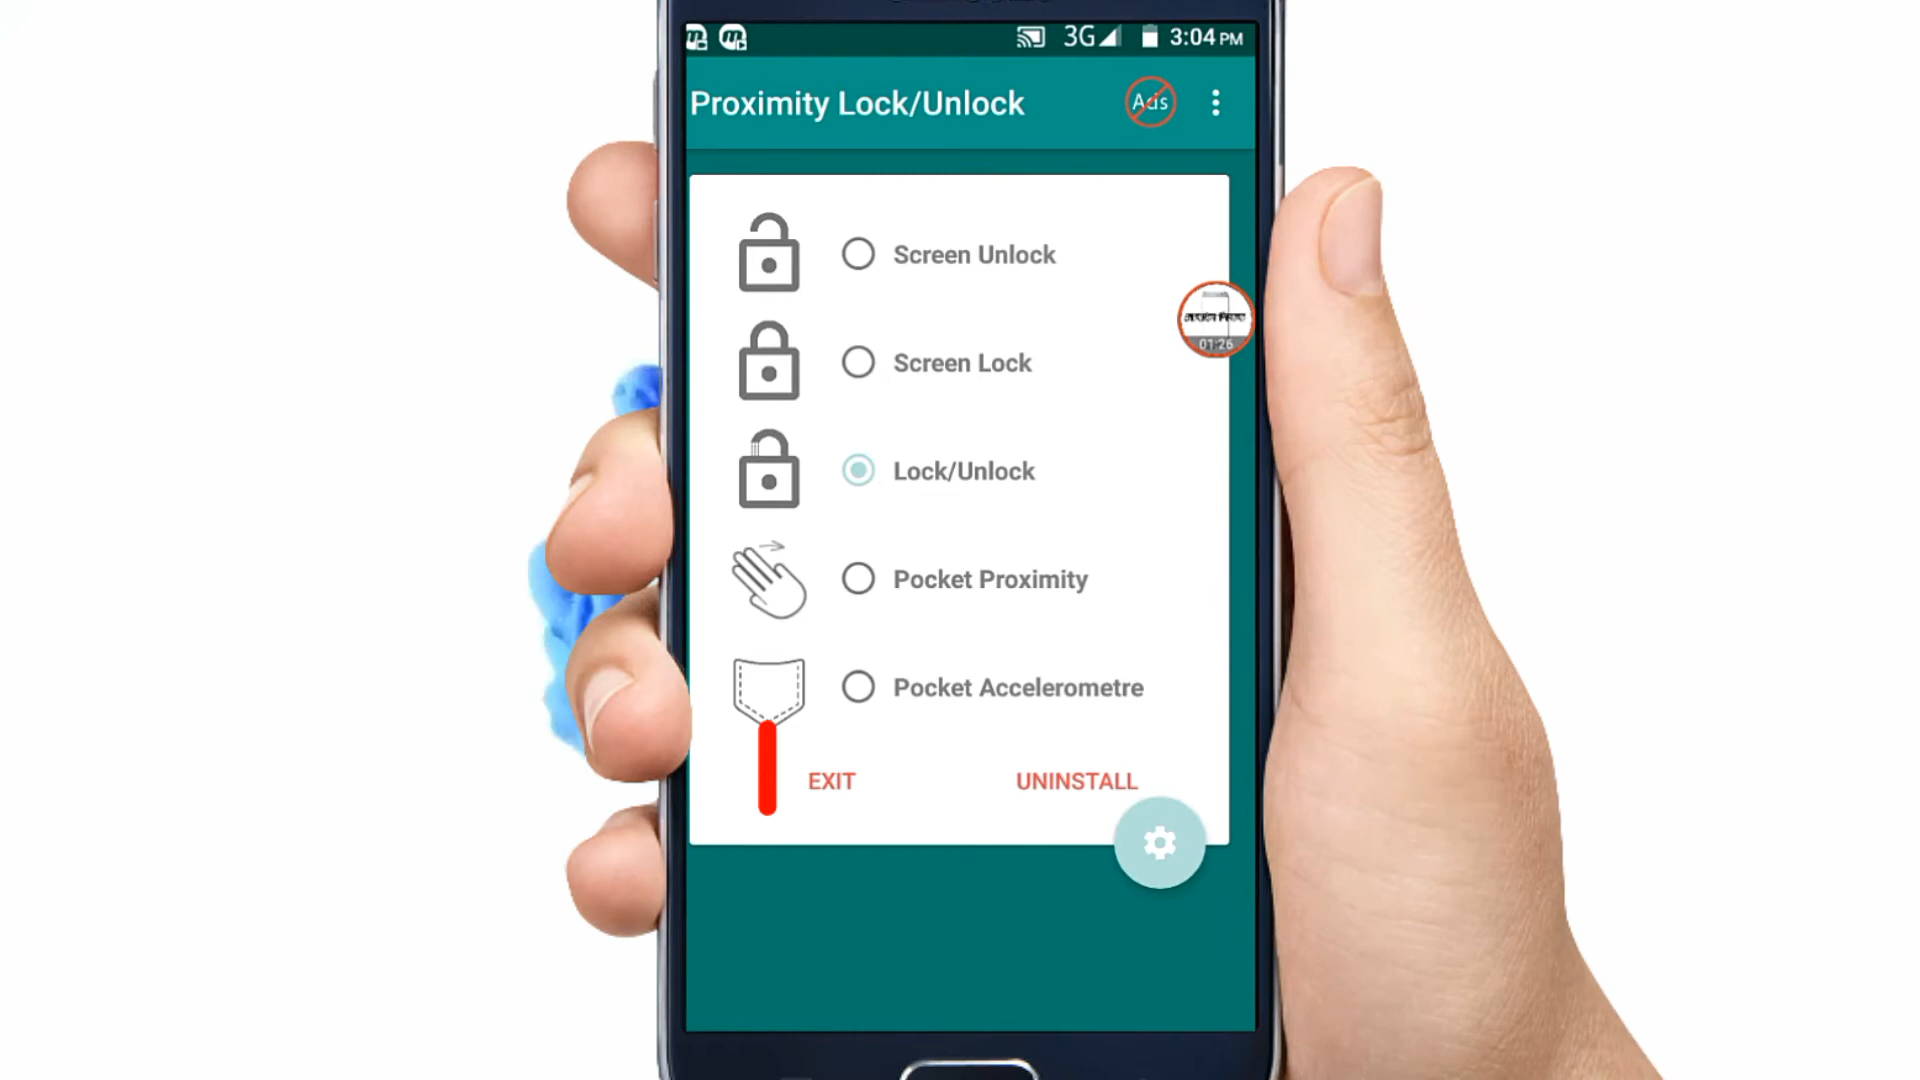 3G 3:04 PM
Proximity Lock/Unlock
Ads
Screen Unlock
01:26
Screen Lock
Lock/Unlock
Pocket Proximity
Pocket Accelerometre
EXIT
UNINSTALL